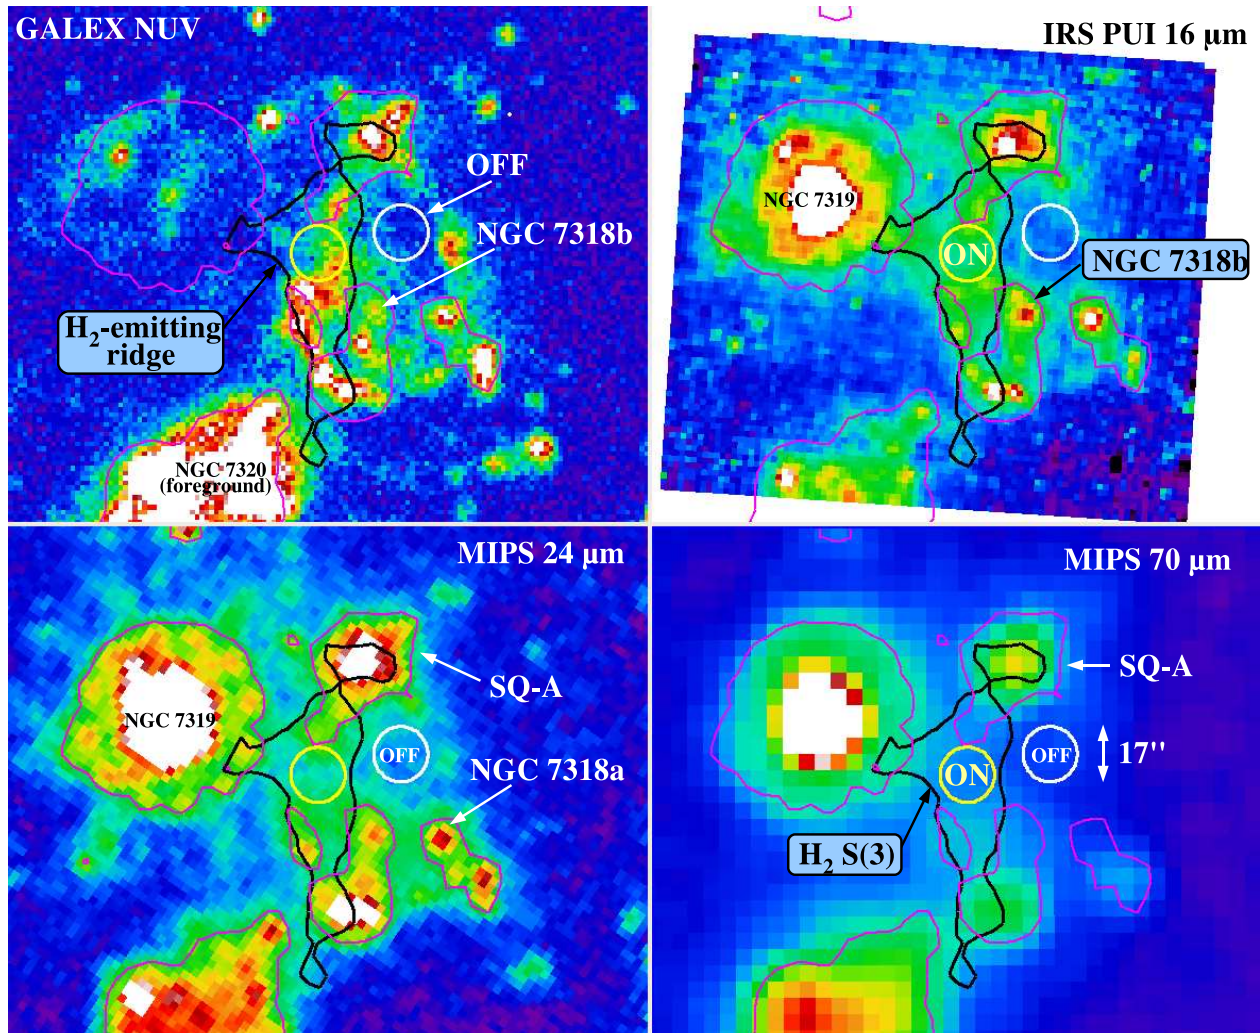 GALEX NUV
OFF
NGC 7318b
H₂-emitting
ridge
NGC 7320
(foreground)
IRS PUI 16 μm
NGC 7319
ON
NGC 7318b
MIPS 24 μm
SQ-A
NGC 7319
OFF
NGC 7318a
MIPS 70 μm
SQ-A
OFF
17"
ON
H₂ S(3)